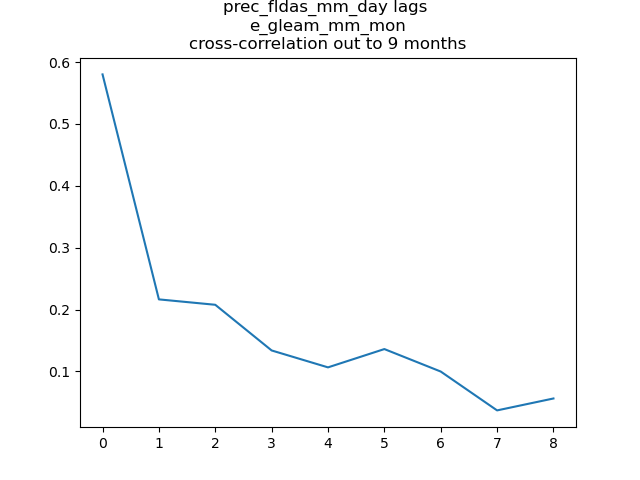 prec_fldas_mm_day lags
e_gleam_mm_mon
cross-correlation out to 9 months
0.6
0.5
0.4
0.3
0.2
0.1
0 1 2 3 4 5 6 7 8